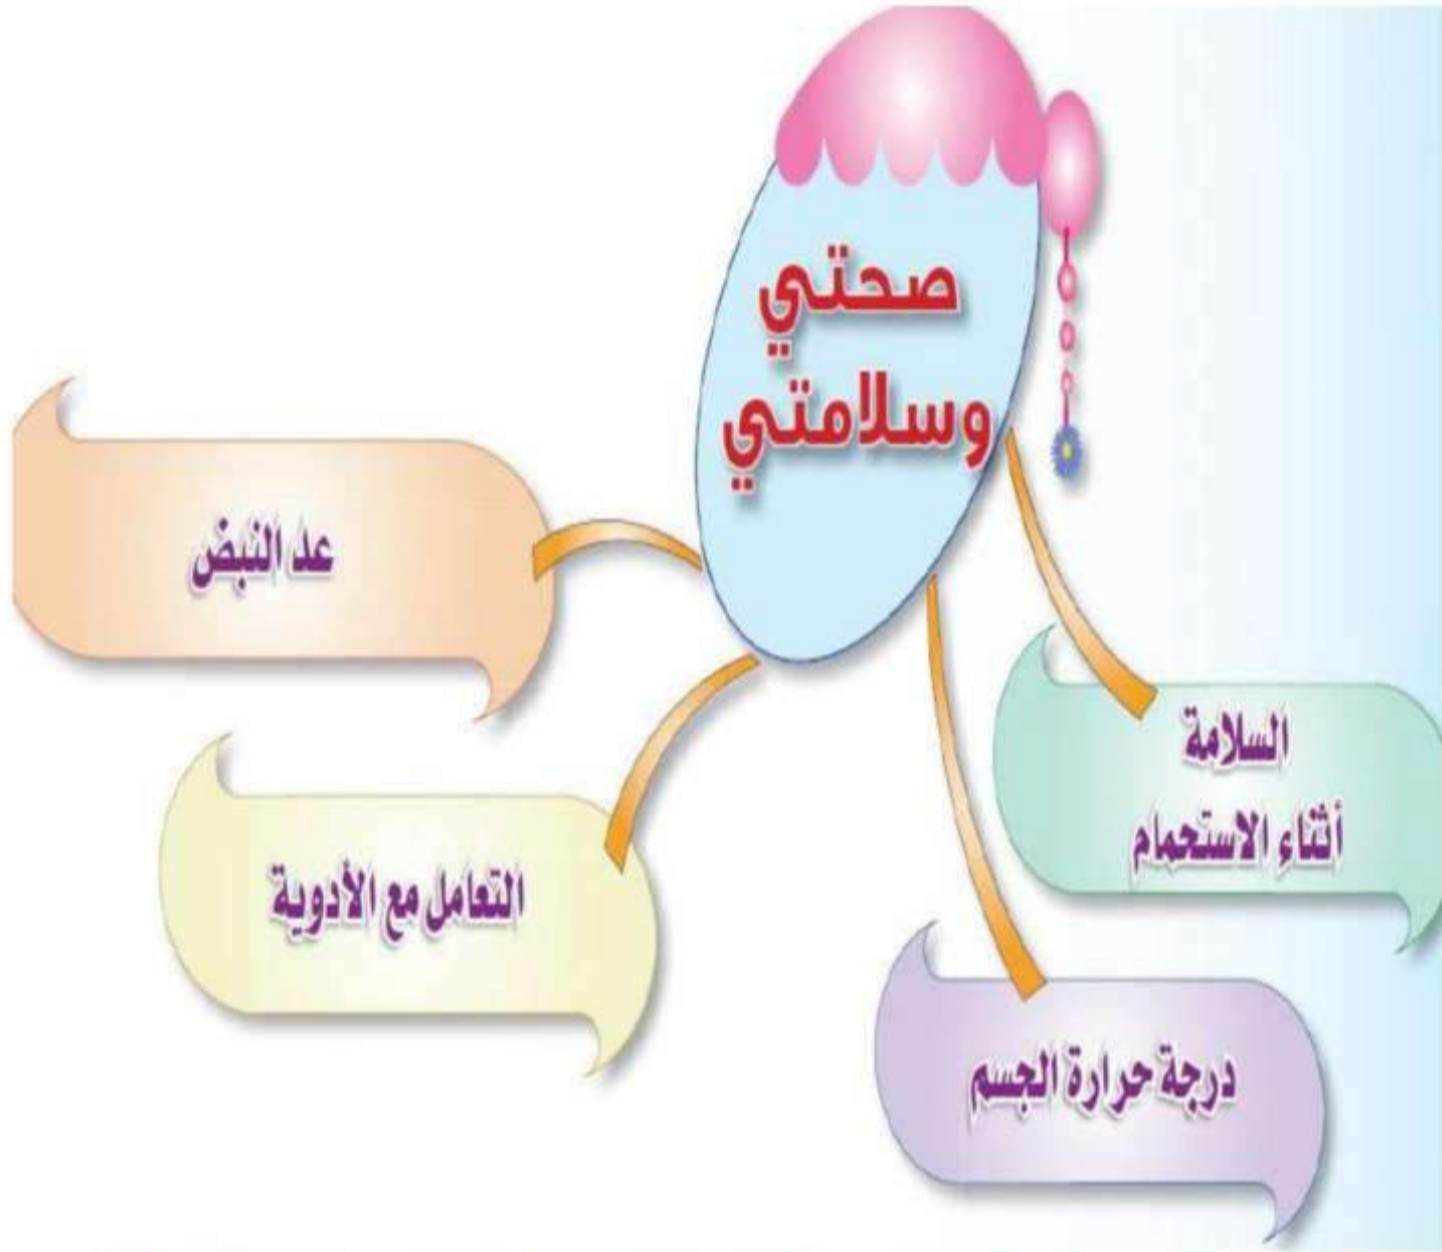 صحتي
وسلامتي
السلامة
أثناء الاستحمام
درجة حرارة الجسم
التعامل مع الأدوية
عد النبض